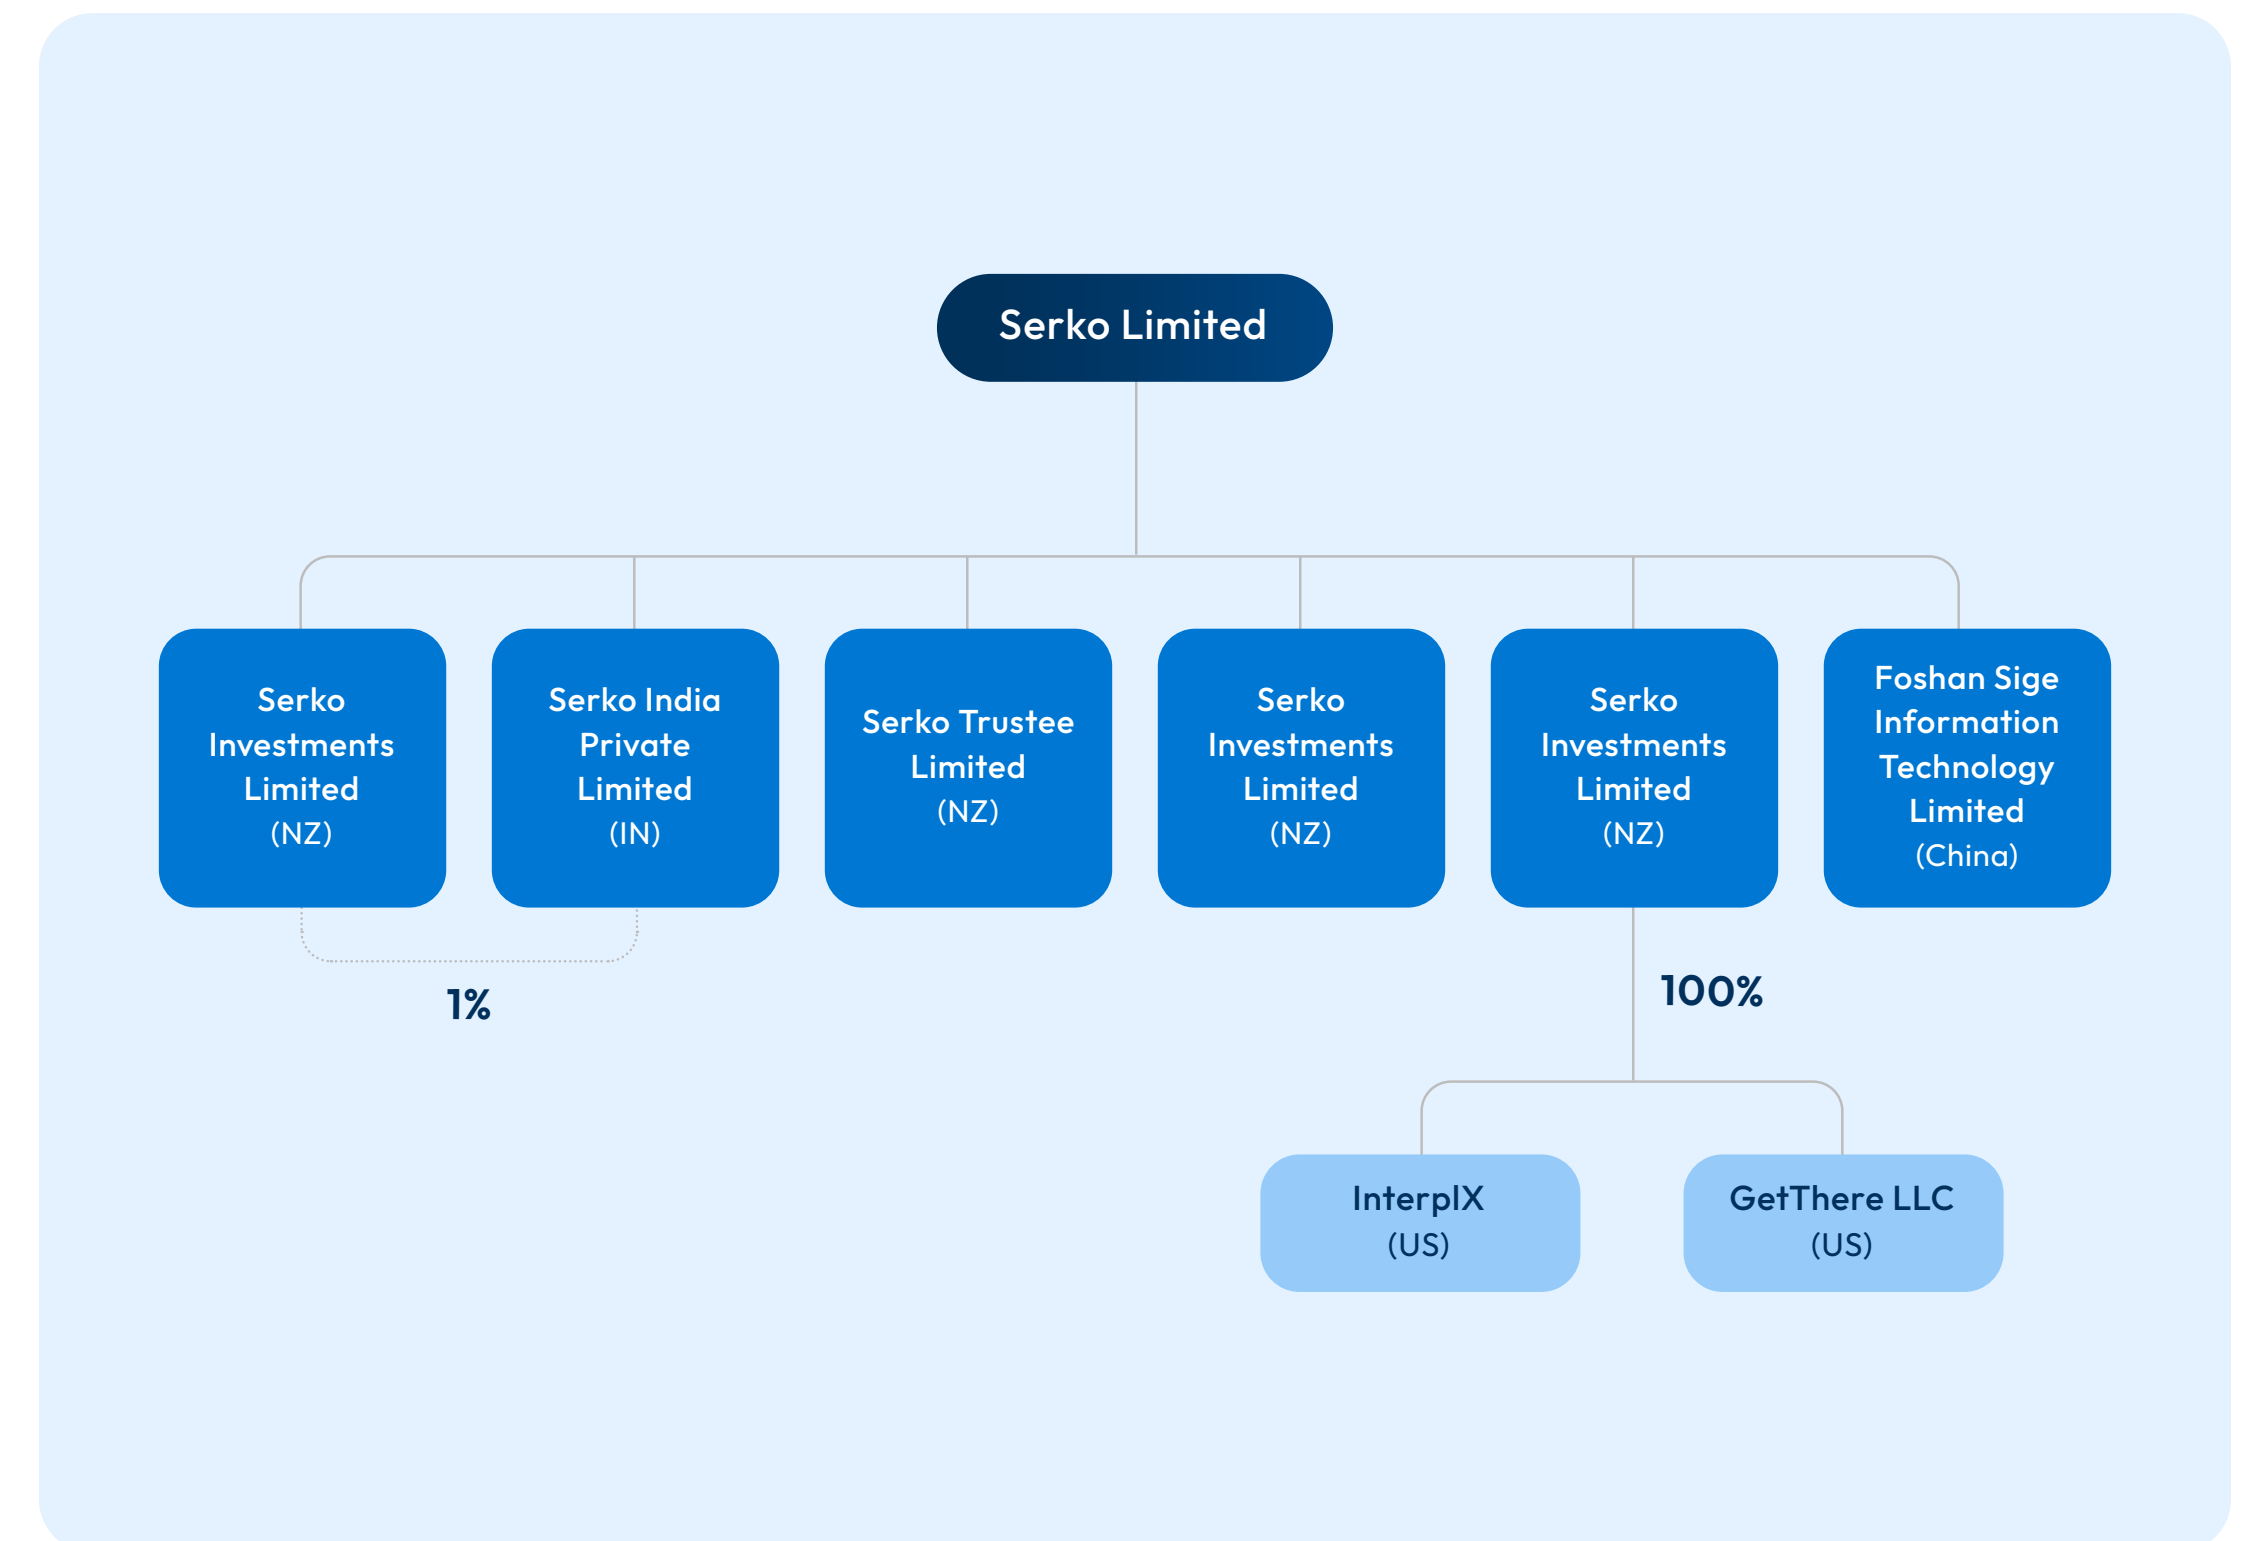 Serko Limited
Serko
Investments
Limited
(NZ)
Serko India
Private
Limited
(IN)
Serko Trustee
Limited
(NZ)
Serko
Investments
Limited
(NZ)
Serko
Investments
Limited
(NZ)
Foshan Sige
Information
Technology
Limited
(China)
1%
100%
InterplX
(US)
GetThere LLC
(US)